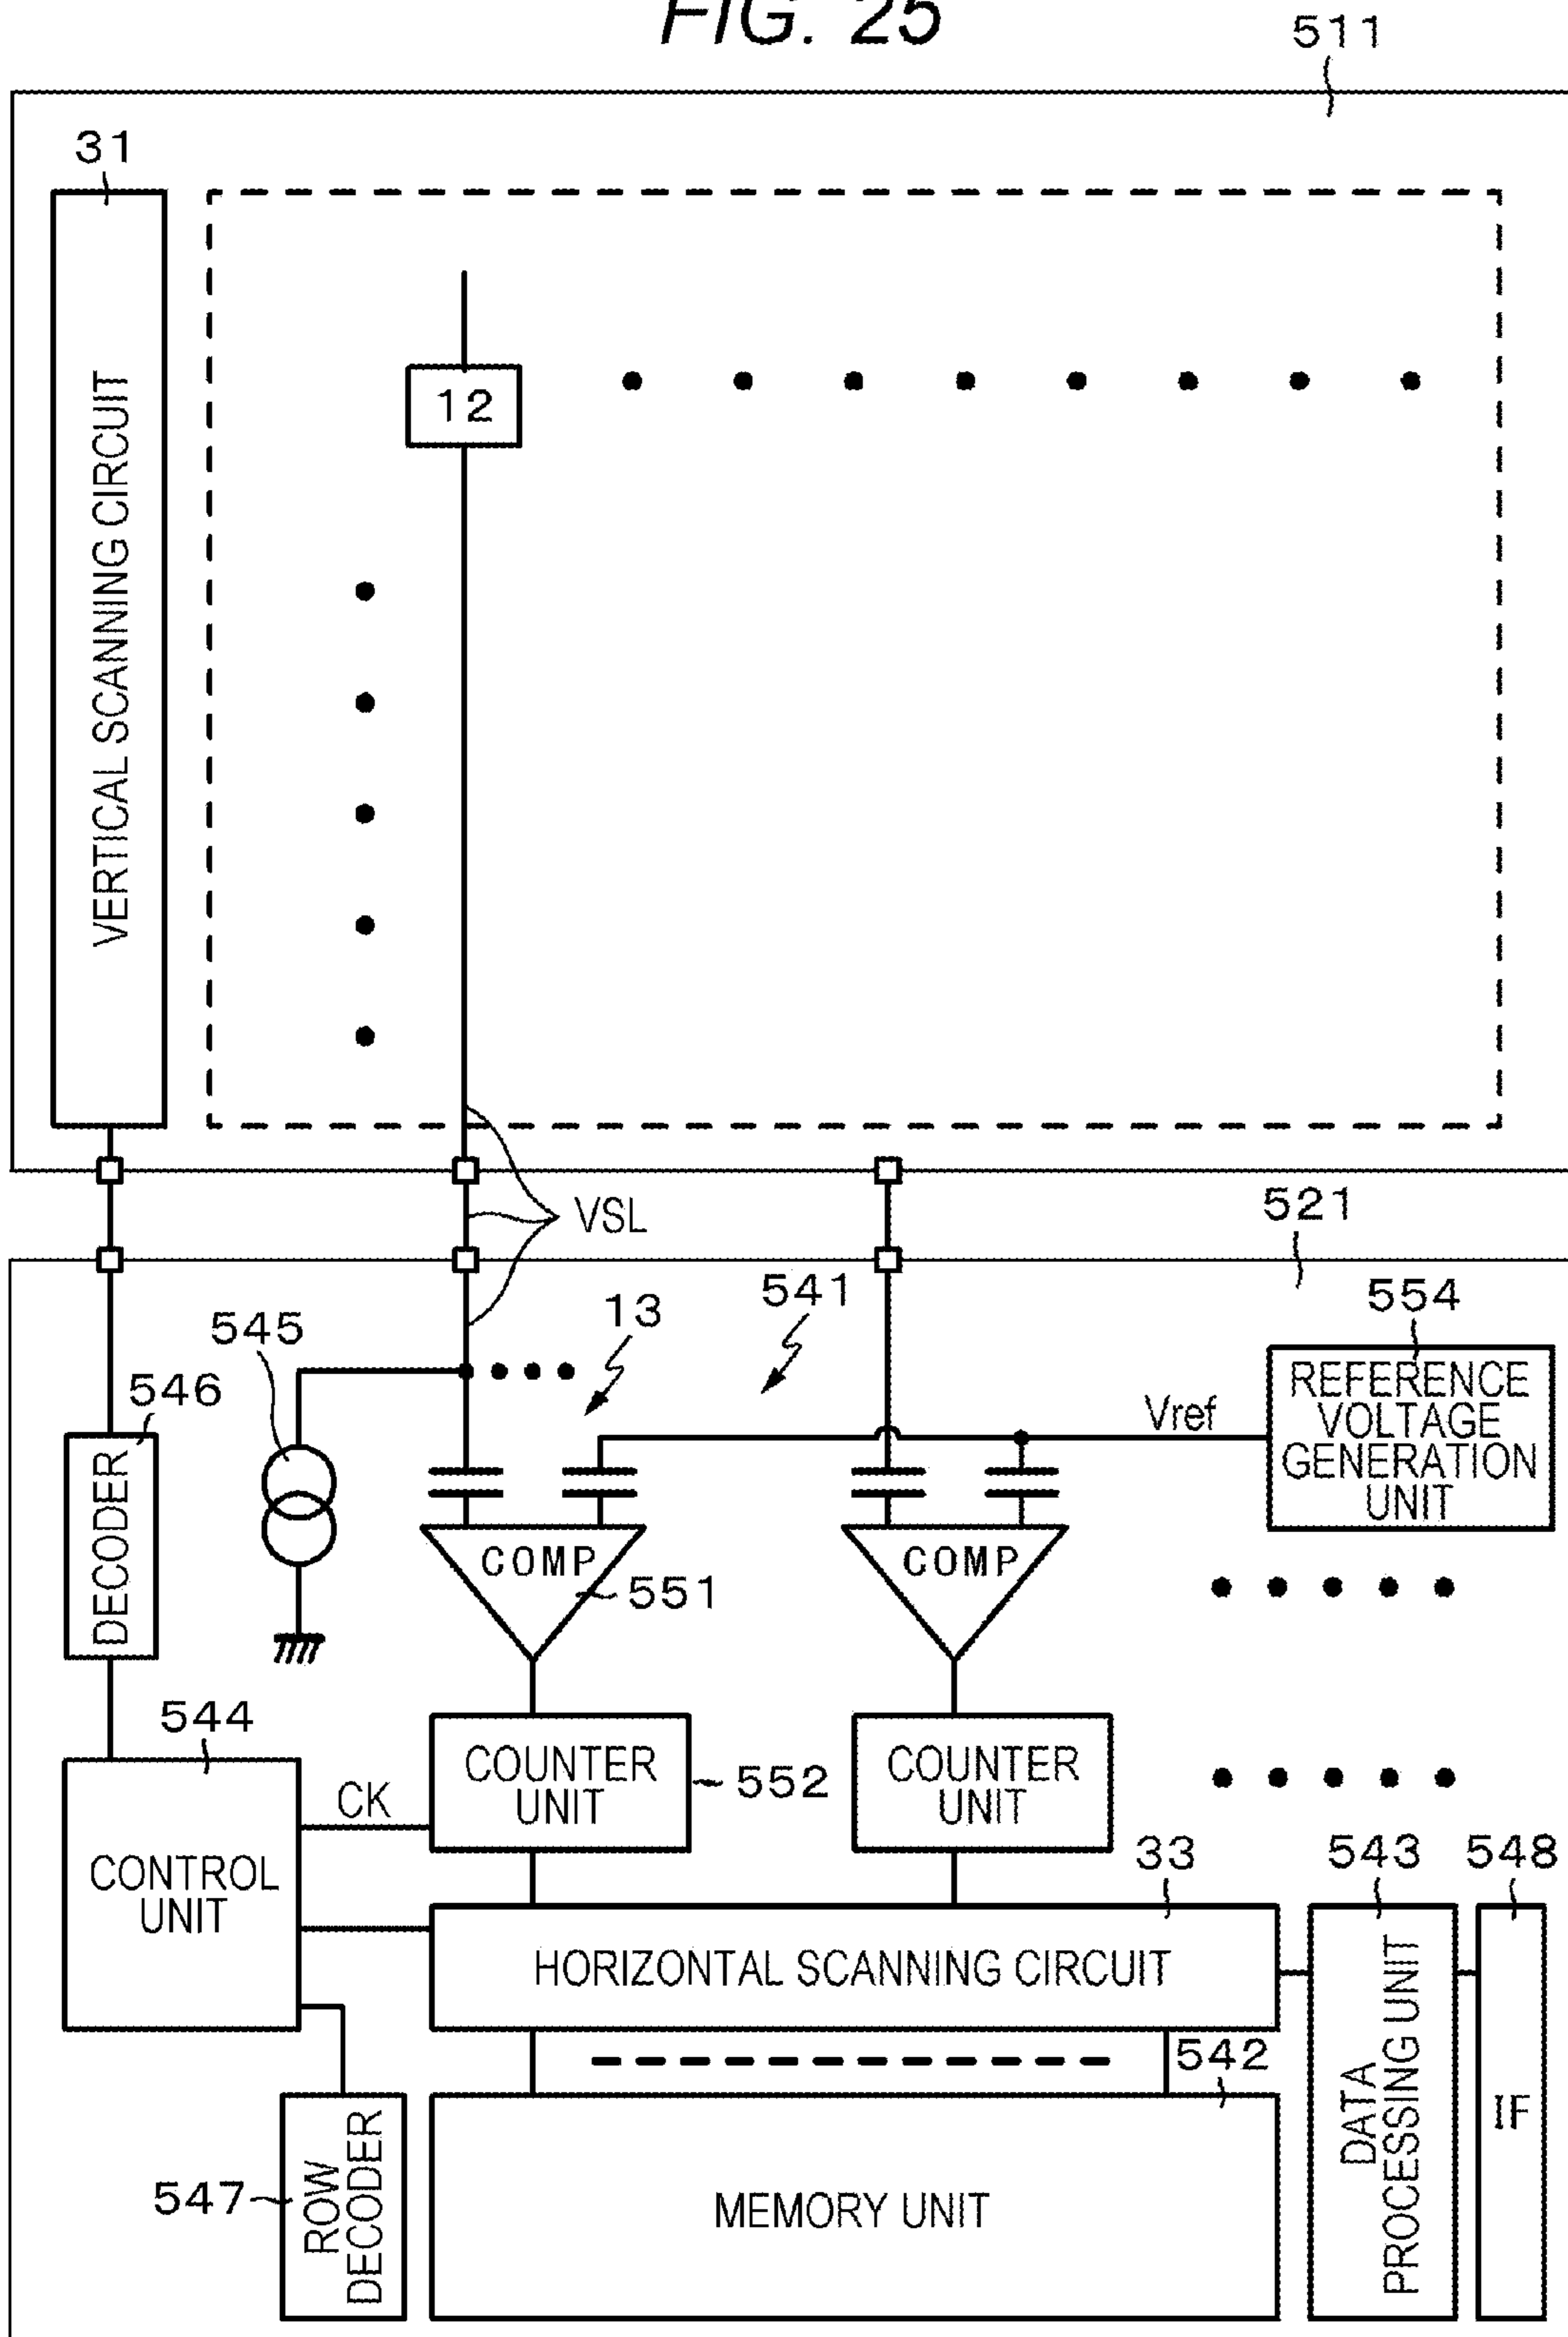 FIG. 25
511
31
VERTICAL SCANNING CIRCUIT
12
VSL
521
545
13
541
554
546
REFERENCE
VOLTAGE
GENERATION
UNIT
Vref
DECODER
COMP
551
COMP
544
COUNTER
UNIT
552
COUNTER
UNIT
CK
CONTROL
UNIT
33
543
548
HORIZONTAL SCANNING CIRCUIT
542
DATA
PROCESSING UNIT
IF
547
ROW
DECODER
MEMORY UNIT